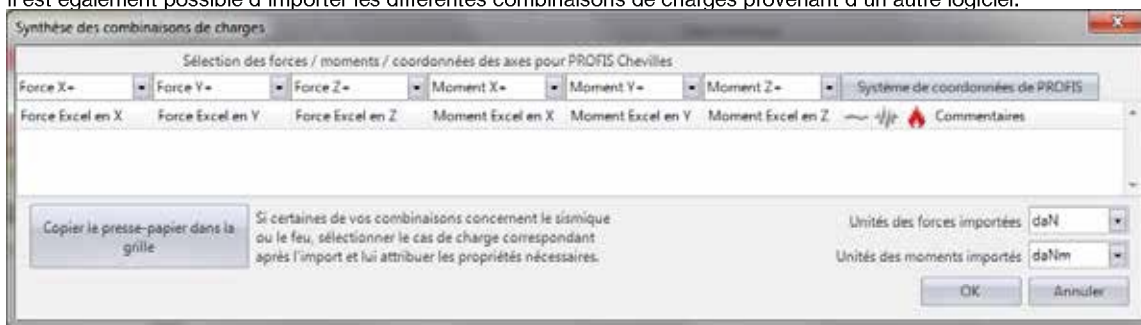 Il est également possible d'importer les différentes combinaisons de charges provenant d'un autre logiciel.
Synthèse des combinaisons de charges
Sélection des forces / moments / coordonnées des axes pour PROFIS Chevilles
Force X+ Force Y+ Force Z+ Moment X+ Moment Y+ Moment Z+ Système de coordonnées de PROFIS
Force Excel en X Force Excel en Y Force Excel en Z Moment Excel en X Moment Excel en Y Moment Excel en Z Commentaires
Copier le presse-papier dans la
grille
Si certaines de vos combinaisons concernent le sismique
ou le feu, sélectionner le cas de charge correspondant
après l'import et lui attribuer les propriétés nécessaires.
Unités des forces importées daN
Unités des moments importés daNm
OK Annuler